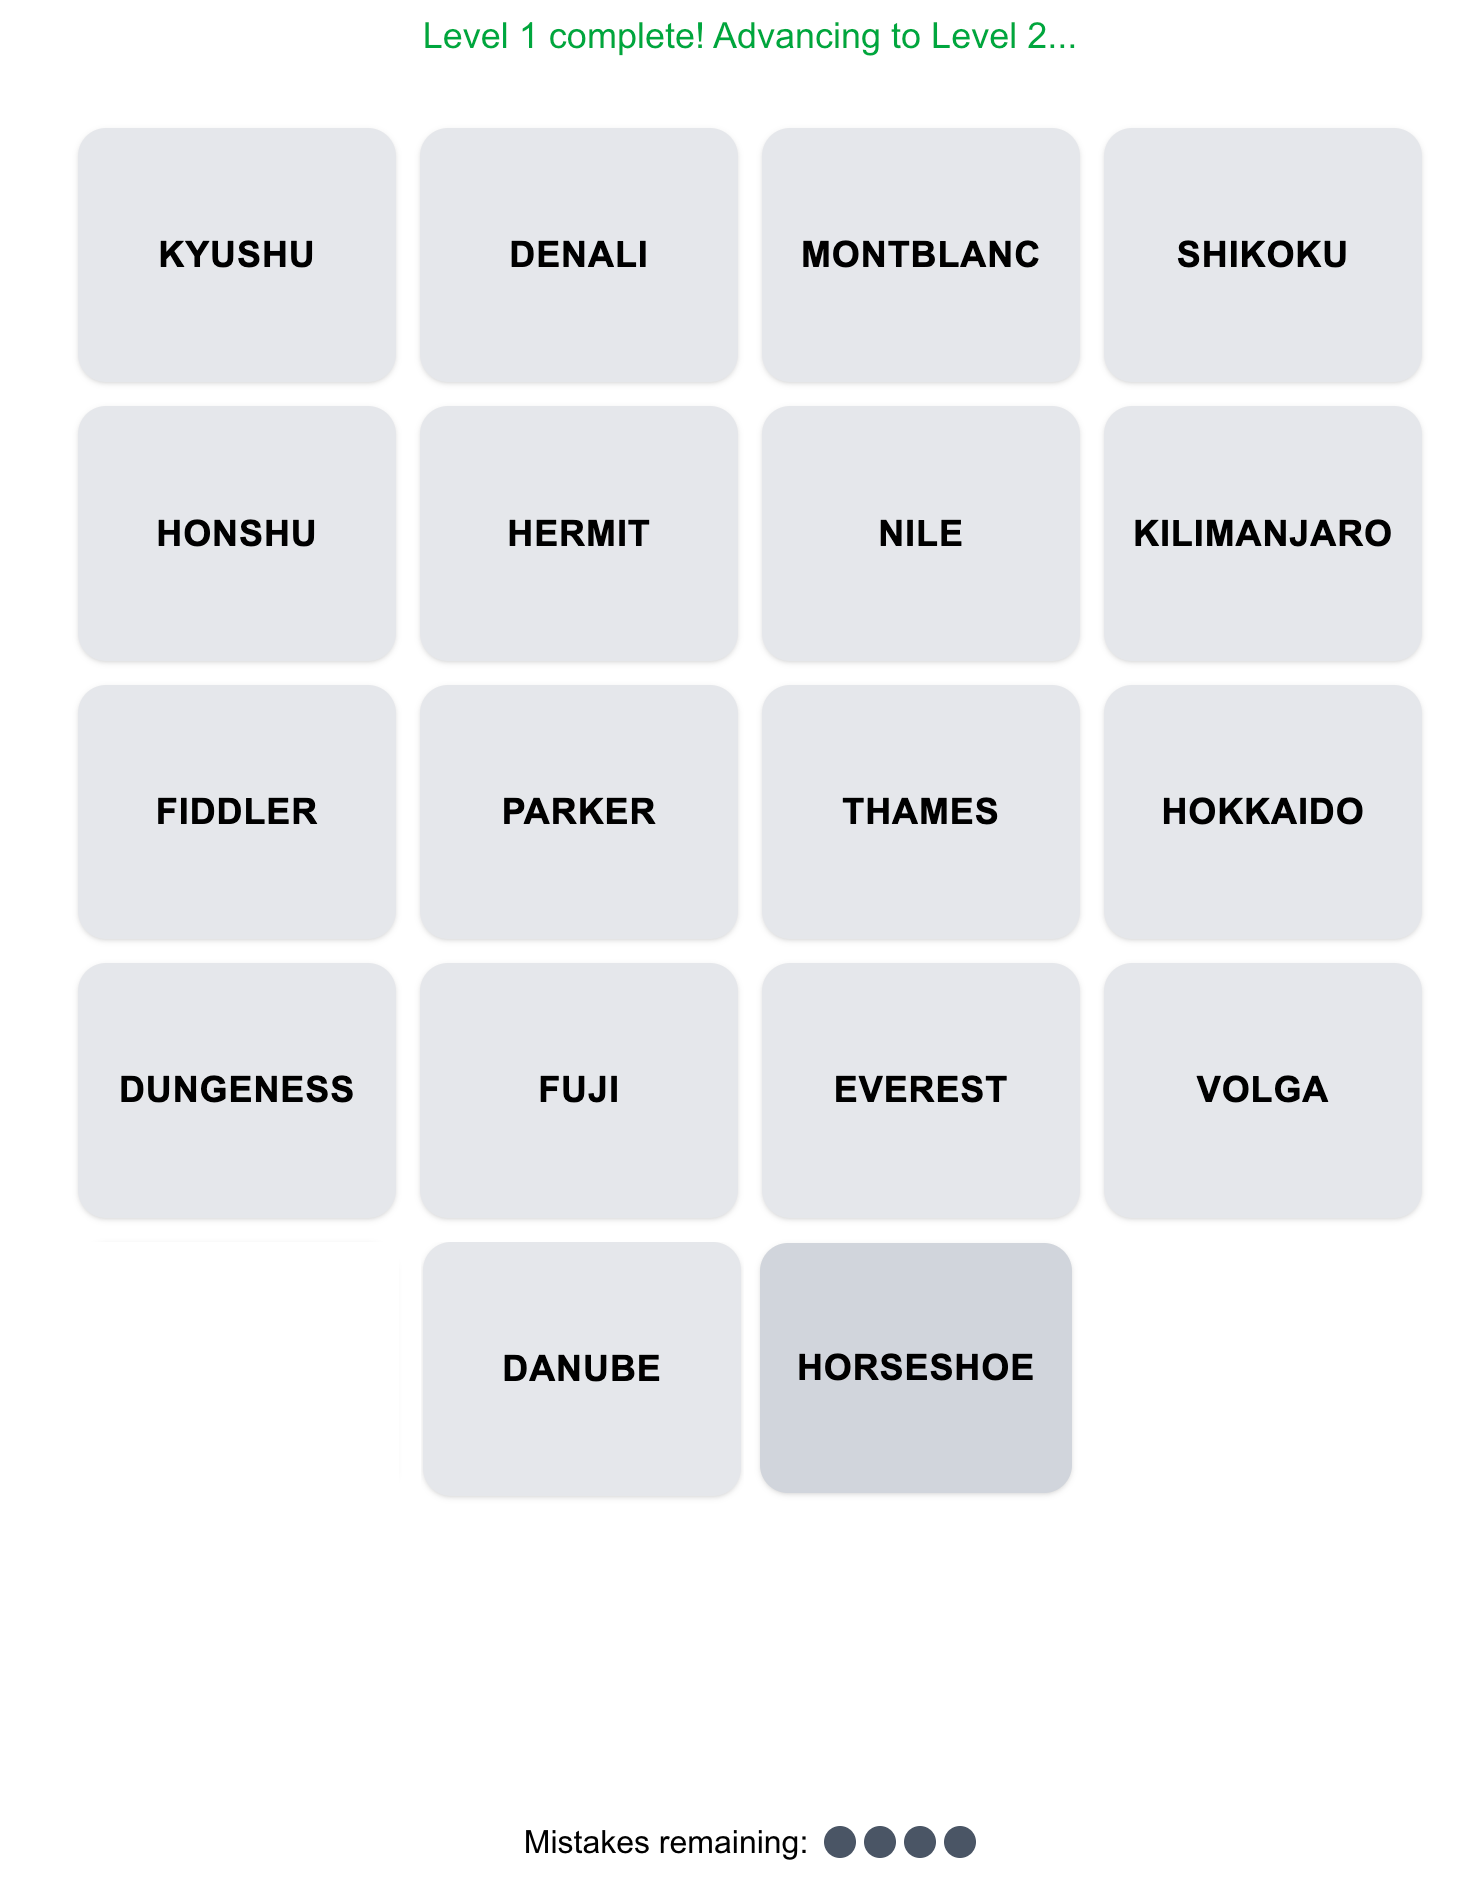 Level 1 complete! Advancing to Level 2...
KYUSHU DENALI MONTBLANC SHIKOKU
HONSHU HERMIT NILE KILIMANJARO
FIDDLER PARKER THAMES HOKKAIDO
DUNGENESS FUJI EVEREST VOLGA
DANUBE HORSESHOE
Mistakes remaining: